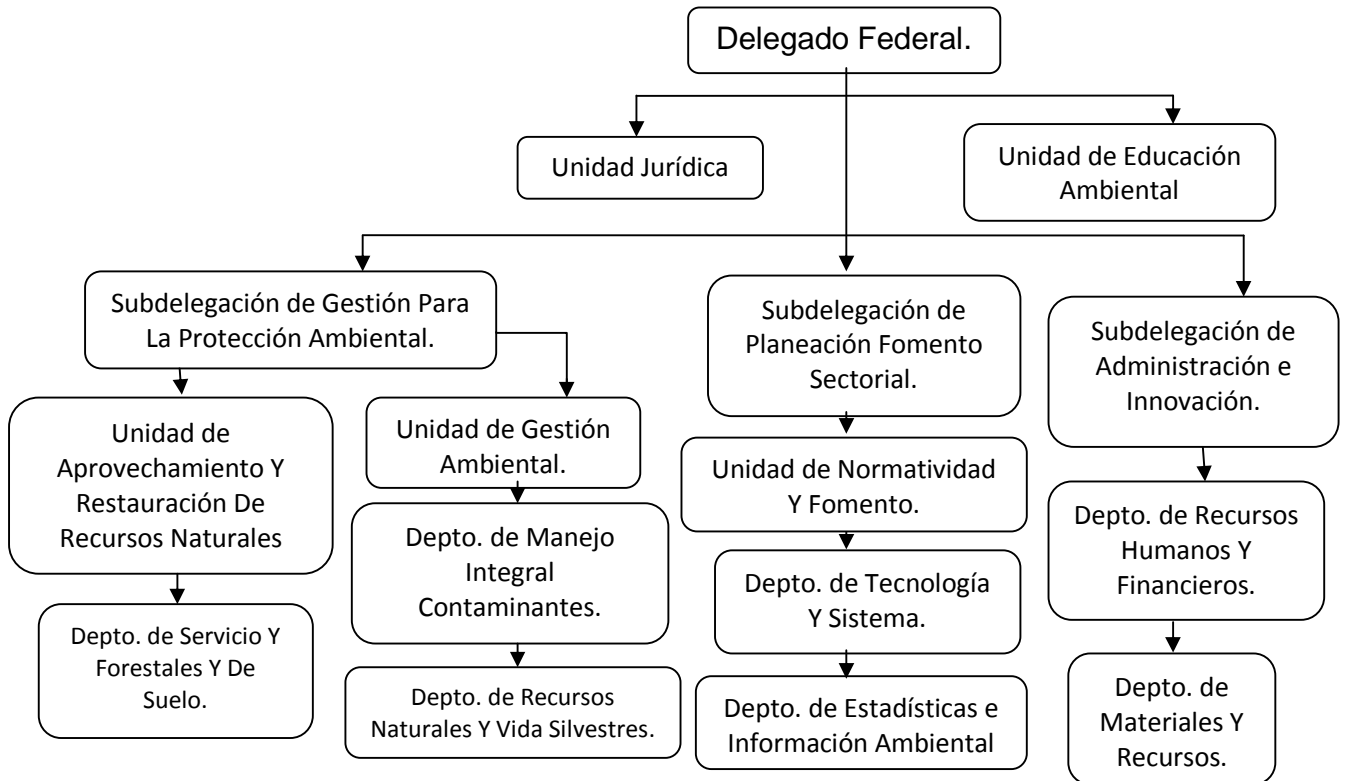 Delegado Federal.
Unidad Jurídica
Unidad de Educación
Ambiental
Subdelegación de Gestión Para
La Protección Ambiental.
Subdelegación de
Planeación Fomento
Sectorial.
Subdelegación de
Administración e
Innovación.
Unidad de
Aprovechamiento Y
Restauración De
Recursos Naturales
Unidad de Gestión
Ambiental.
Unidad de Normatividad
Y Fomento.
Depto. de Recursos
Humanos Y
Financieros.
Depto. de Manejo
Integral
Contaminantes.
Depto. de Tecnología
Y Sistema.
Depto. de Servicio Y
Forestales Y De
Suelo.
Depto. de Recursos
Naturales Y Vida Silvestres.
Depto. de Estadísticas e
Información Ambiental
Depto. de
Materiales Y
Recursos.